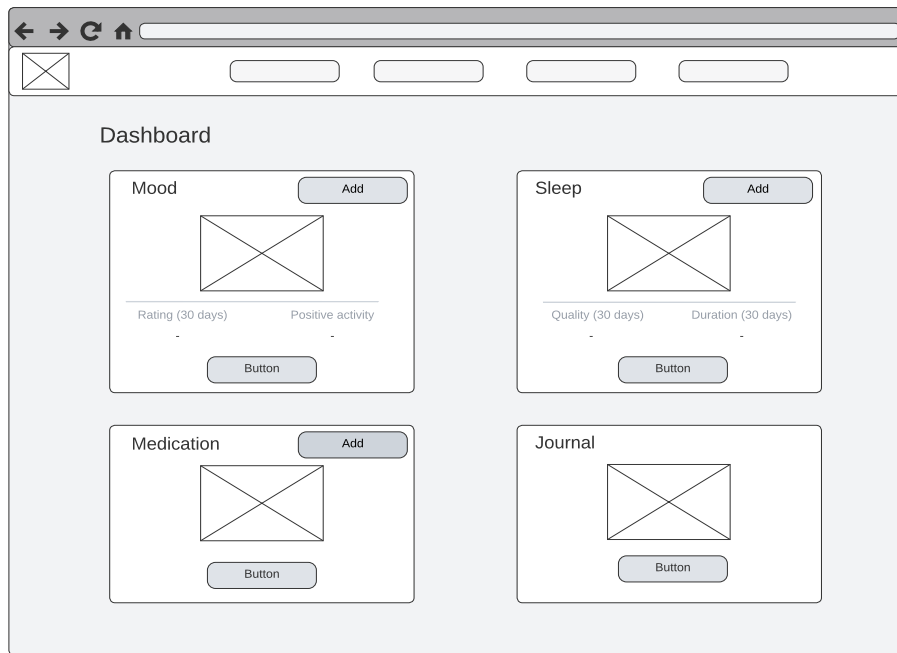 Dashboard
Mood
Add
Rating (30 days)
Positive activity
-
-
Button
Sleep
Add
Quality (30 days)
Duration (30 days)
-
-
Button
Medication
Add
Button
Journal
Button